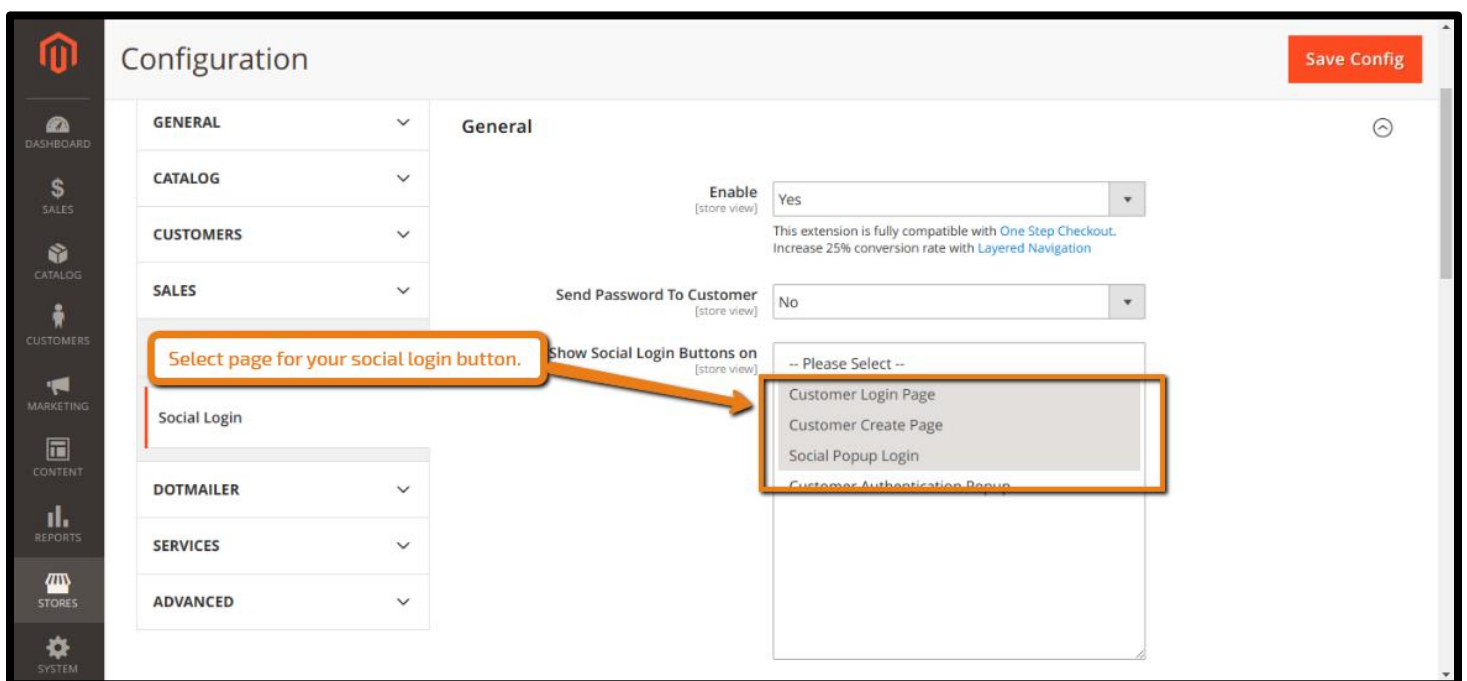 Configuration
Save Config
DASHBOARD
SALES
CATALOG
CUSTOMERS
MARKETING
CONTENT
REPORTS
STORES
SYSTEM
GENERAL
CATALOG
CUSTOMERS
SALES
Select page for your social login button.
Social Login
DOTMAILER
SERVICES
ADVANCED
General
Enable
[store view]
Yes
This extension is fully compatible with One Step Checkout.
Increase 25% conversion rate with Layered Navigation
Send Password To Customer
[store view]
No
Show Social Login Buttons on
[store view]
-- Please Select --
Customer Login Page
Customer Create Page
Social Popup Login
Customer Authentication Popup